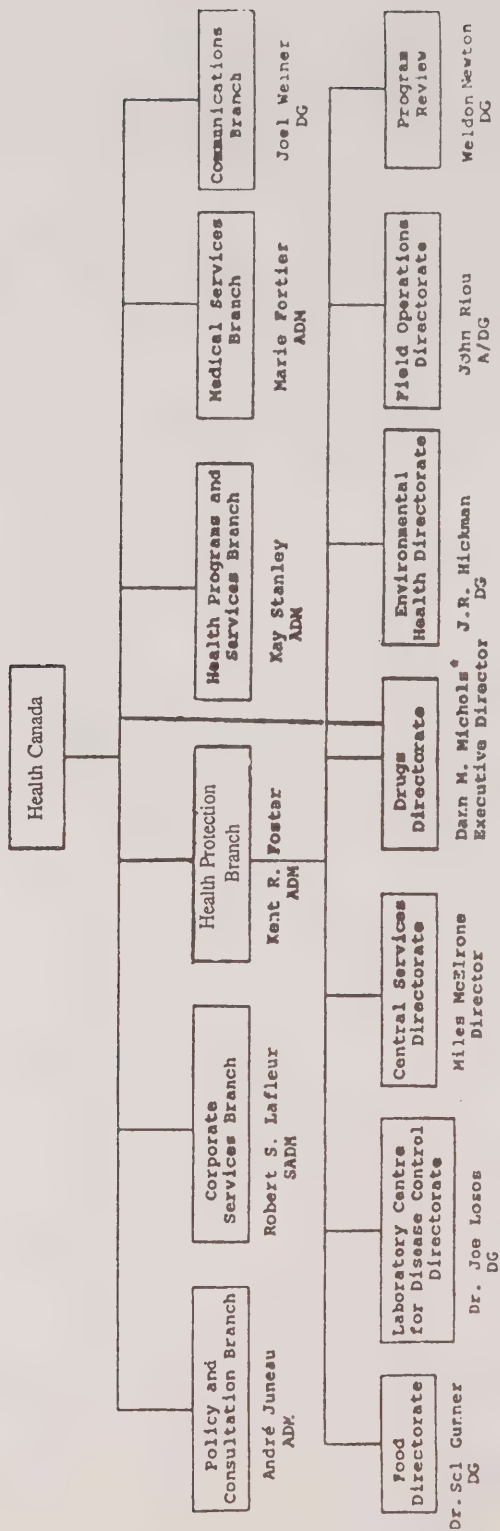 Health Canada
Policy and
Consultation Branch
André Juneau
ADM
Corporate
Services Branch
Robert S. Lafleur
SADM
Health Protection
Branch
Kent R. Foster
ADM
Health Programs and
Services Branch
Kay Stanley
ADM
Medical Services
Branch
Marie Fortier
ADM
Communications
Branch
Joel Weiner
DG
Food
Directorate
Dr. Scl Gunner
DG
Laboratory Centre
for Disease Control
Directorate
Dr. Joe Losos
DG
Central Services
Directorate
Miles McElrone
Director
Drugs
Directorate
Dann M. Michols*
Executive Director
Environmental
Health Directorate
J.R. Hickman
DG
Field Operations
Directorate
John Riou
A/DG
Program
Review
Weldon Newton
DG